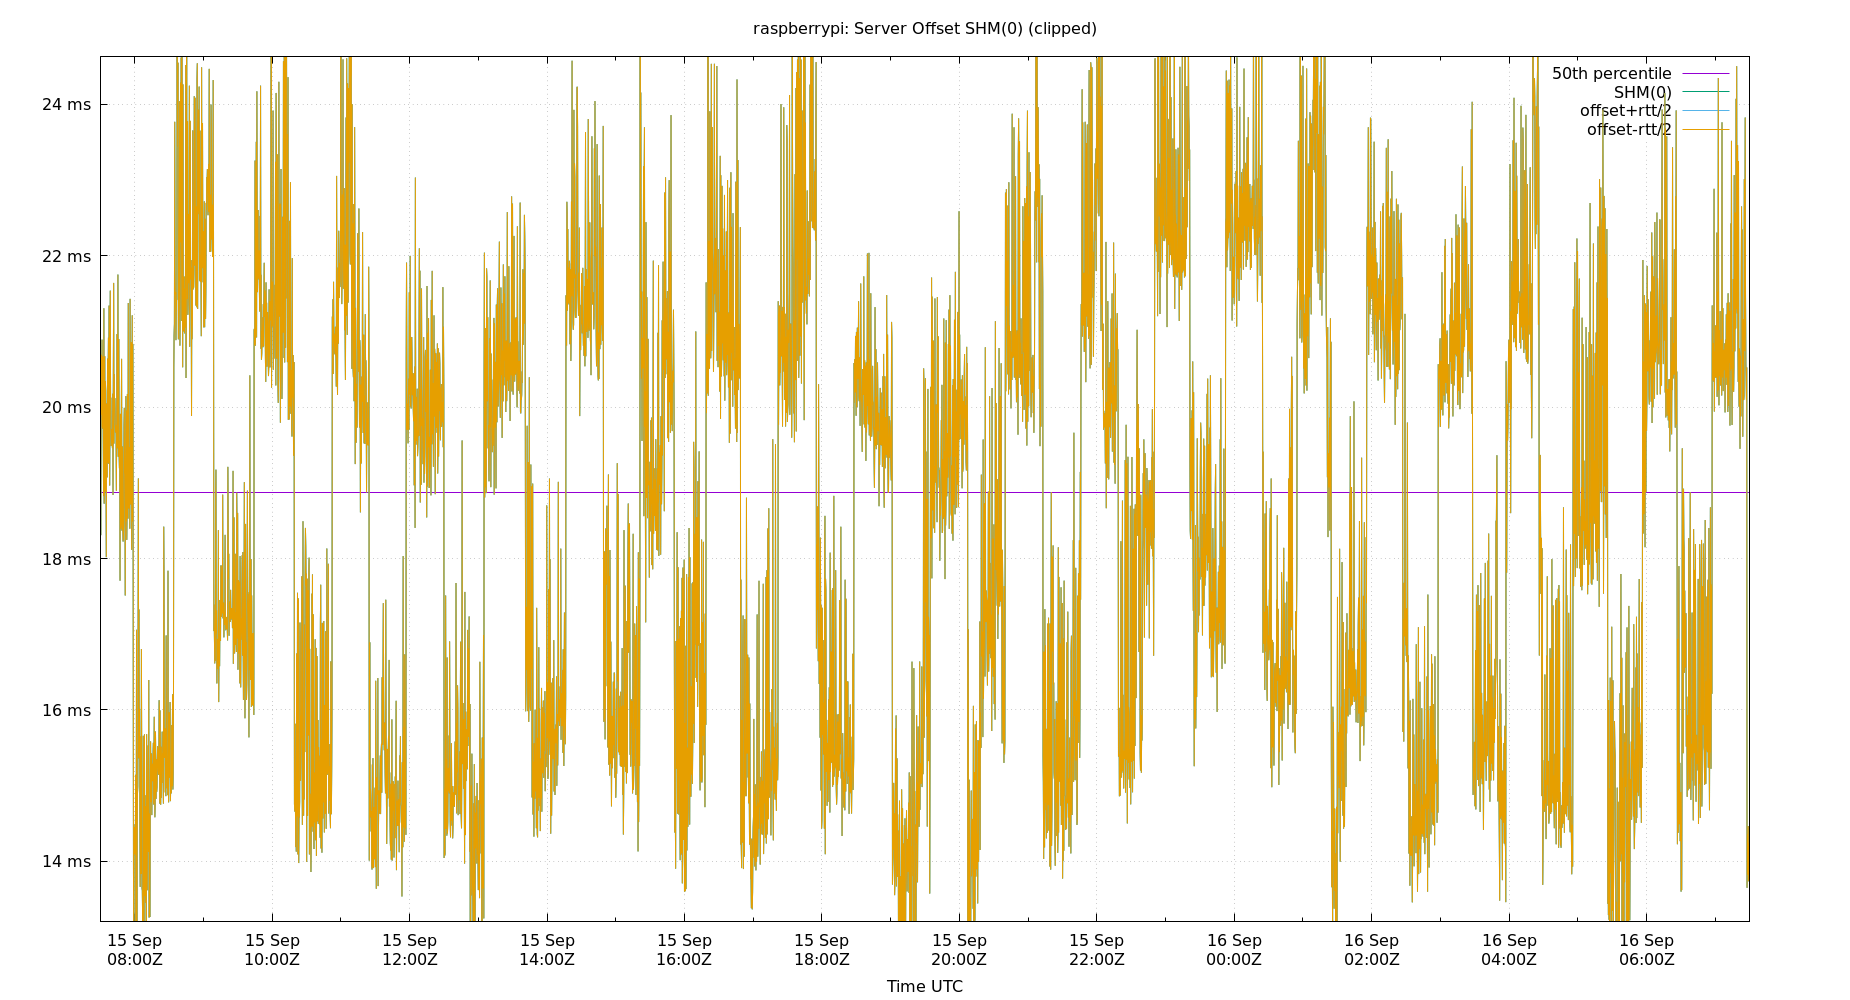 raspberrypi: Server Offset SHM(0) (clipped)
50th percentile
SHM(0)
offset+rtt/2
offset-rtt/2
24 ms
22 ms
20 ms
18 ms
16 ms
14 ms
15 Sep 15 Sep 15 Sep 15 Sep 15 Sep 15 Sep 15 Sep 15 Sep 16 Sep 16 Sep 16 Sep 16 Sep
08:00Z 10:00Z 12:00Z 14:00Z 16:00Z 18:00Z 20:00Z 22:00Z 00:00Z 02:00Z 04:00Z 06:00Z
Time UTC